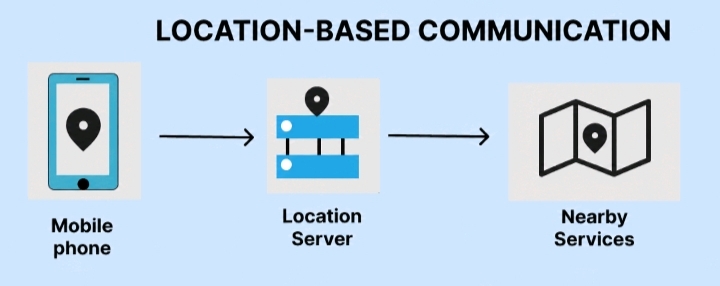 LOCATION-BASED COMMUNICATION
Mobile
phone
Location
Server
Nearby
Services